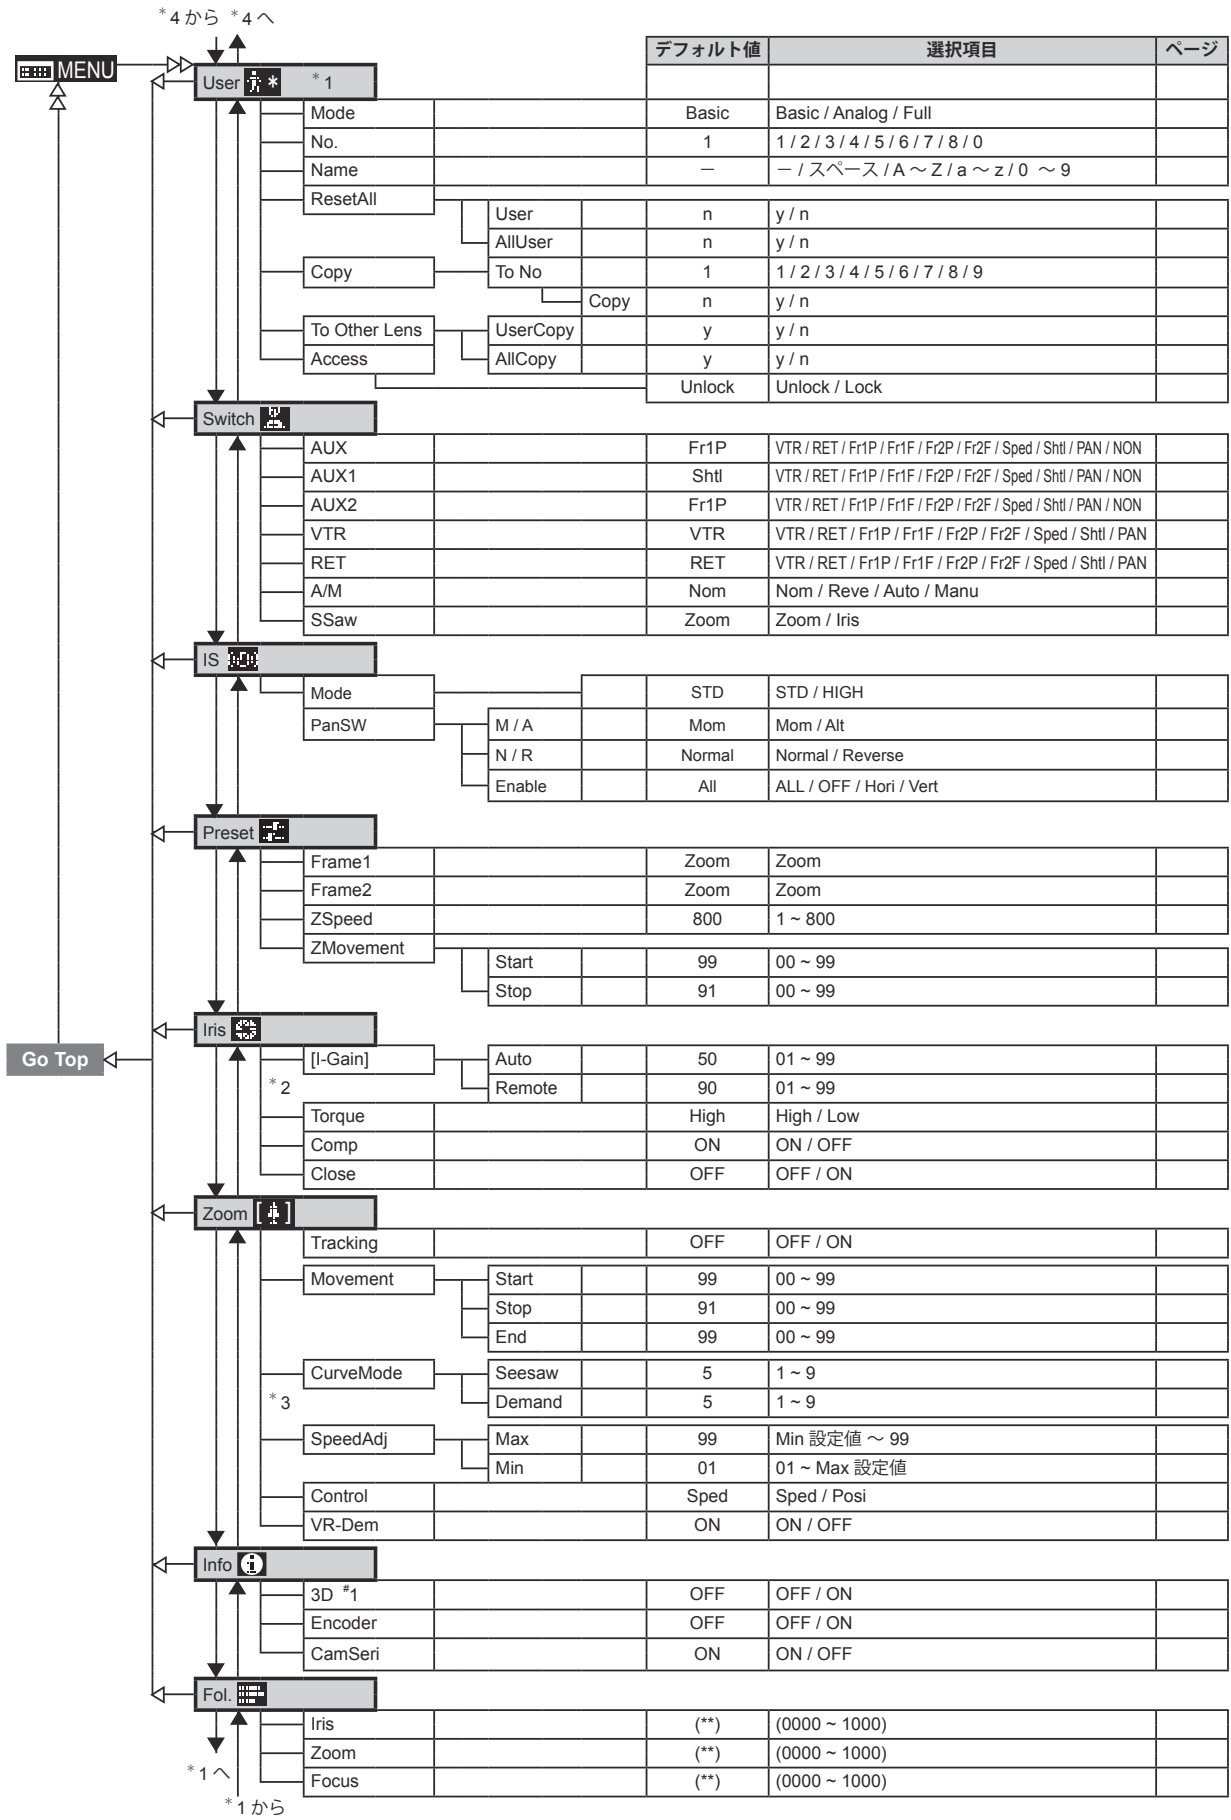 *4 から *4 へ
デフォルト値 選択項目 ページ
MENU
User *1
Mode Basic Basic / Analog / Full
No. 1 1 / 2 / 3 / 4 / 5 / 6 / 7 / 8 / 0
Name － － / スペース / A ～ Z / a ～ z / 0 ～ 9
ResetAll
User n y / n
AllUser n y / n
Copy To No 1 1 / 2 / 3 / 4 / 5 / 6 / 7 / 8 / 9
Copy n y / n
To Other Lens UserCopy y y / n
Access AllCopy y y / n
Unlock Unlock / Lock
Switch
AUX Fr1P VTR / RET / Fr1P / Fr1F / Fr2P / Fr2F / Sped / Shtl / PAN / NON
AUX1 Shtl VTR / RET / Fr1P / Fr1F / Fr2P / Fr2F / Sped / Shtl / PAN / NON
AUX2 Fr1P VTR / RET / Fr1P / Fr1F / Fr2P / Fr2F / Sped / Shtl / PAN / NON
VTR VTR VTR / RET / Fr1P / Fr1F / Fr2P / Fr2F / Sped / Shtl / PAN
RET RET VTR / RET / Fr1P / Fr1F / Fr2P / Fr2F / Sped / Shtl / PAN
A/M Nom Nom / Reve / Auto / Manu
SSaw Zoom Zoom / Iris
IS
Mode STD STD / HIGH
PanSW M / A Mom Mom / Alt
N / R Normal Normal / Reverse
Enable All ALL / OFF / Hori / Vert
Preset
Frame1 Zoom Zoom
Frame2 Zoom Zoom
ZSpeed 800 1 ~ 800
ZMovement
Start 99 00 ~ 99
Stop 91 00 ~ 99
Iris
Go Top
[I-Gain] Auto 50 01 ~ 99
*2 Remote 90 01 ~ 99
Torque High High / Low
Comp ON ON / OFF
Close OFF OFF / ON
Zoom
Tracking OFF OFF / ON
Movement Start 99 00 ~ 99
Stop 91 00 ~ 99
End 99 00 ~ 99
CurveMode Seesaw 5 1 ~ 9
*3 Demand 5 1 ~ 9
SpeedAdj Max 99 Min 設定値 ～ 99
Min 01 01 ~ Max 設定値
Control Sped Sped / Posi
VR-Dem ON ON / OFF
Info
3D #1 OFF OFF / ON
Encoder OFF OFF / ON
CamSeri ON ON / OFF
Fol.
Iris (**) (0000 ~ 1000)
Zoom (**) (0000 ~ 1000)
Focus (**) (0000 ~ 1000)
*1 へ
*1 から